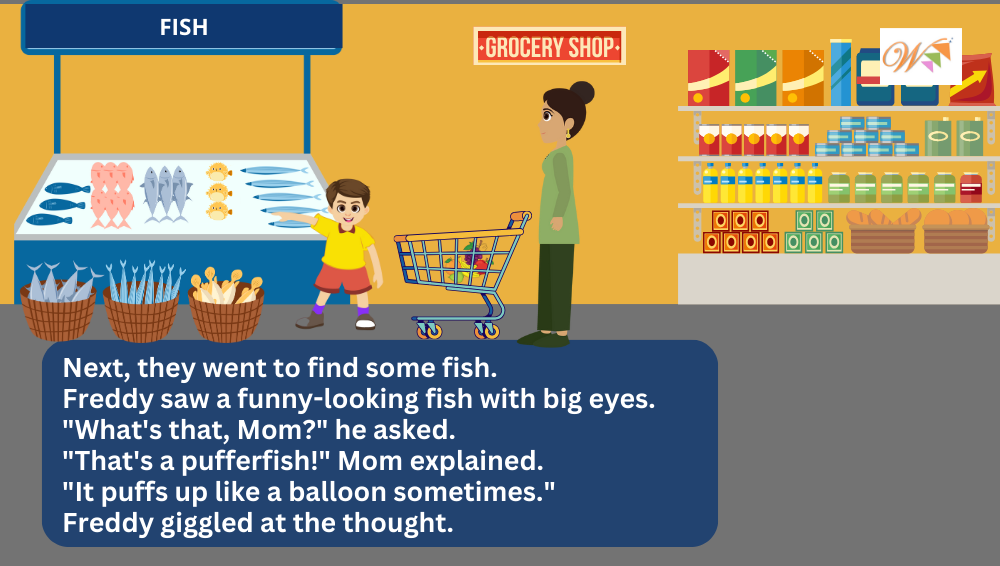 FISH
GROCERY SHOP
W
Next, they went to find some fish.
Freddy saw a funny-looking fish with big eyes.
"What's that, Mom?" he asked.
"That's a pufferfish!" Mom explained.
"It puffs up like a balloon sometimes."
Freddy giggled at the thought.